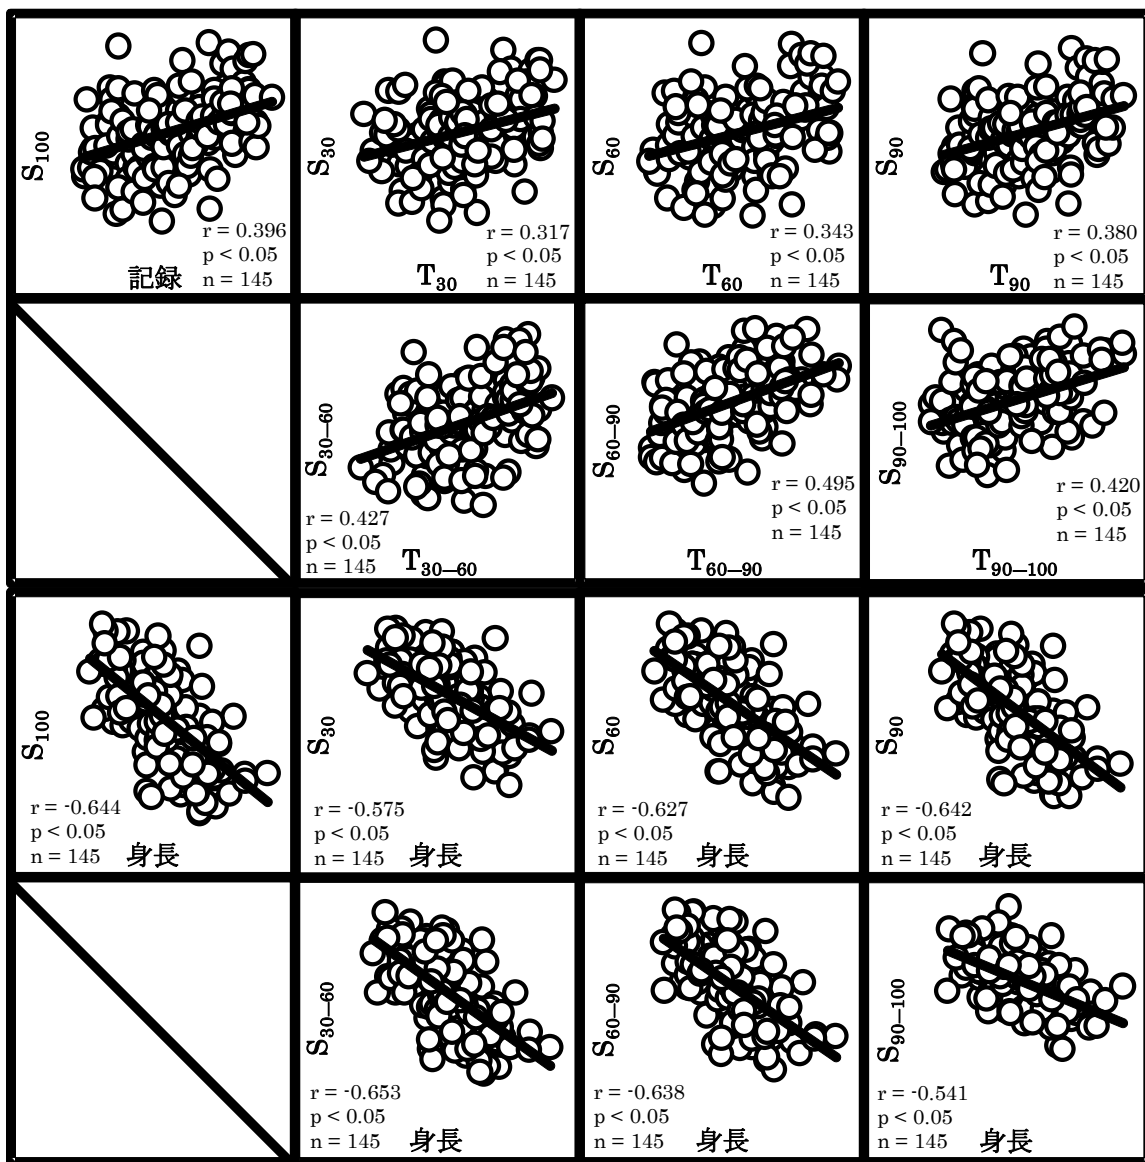 S100
r = 0.396
p < 0.05
n = 145
記録
S30
r = 0.317
p < 0.05
n = 145
T30
S60
r = 0.343
p < 0.05
n = 145
T60
S90
r = 0.380
p < 0.05
n = 145
T90
S30–60
r = 0.427
p < 0.05
n = 145
T30–60
S60–90
r = 0.495
p < 0.05
n = 145
T60–90
S90–100
r = 0.420
p < 0.05
n = 145
T90–100
S100
r = -0.644
p < 0.05
n = 145
身長
S30
r = -0.575
p < 0.05
n = 145
身長
S60
r = -0.627
p < 0.05
n = 145
身長
S90
r = -0.642
p < 0.05
n = 145
身長
S30–60
r = -0.653
p < 0.05
n = 145
身長
S60–90
r = -0.638
p < 0.05
n = 145
身長
S90–100
r = -0.541
p < 0.05
n = 145
身長